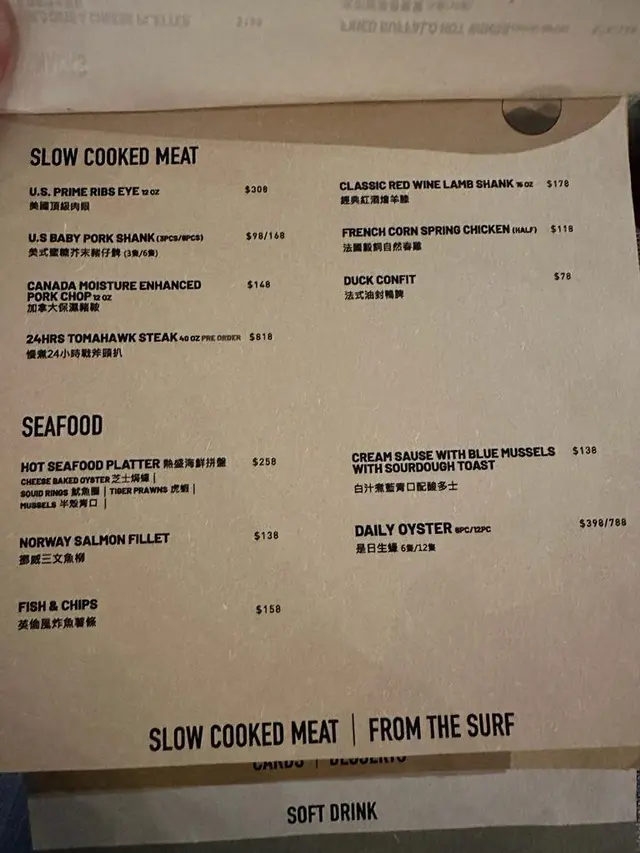 SLOW COOKED MEAT
U.S. PRIME RIBS EYE 12 OZ $308
美國頂級肉眼
U.S BABY PORK SHANK (3PCS/6PCS) $98/168
美式蜜糖芥末豬仔髀 (3隻/6隻)
CANADA MOISTURE ENHANCED
PORK CHOP 12 OZ $148
加拿大保濕豬鞍
24HRS TOMAHAWK STEAK 40 OZ PRE ORDER $818
慢煮24小時戰斧頭扒
CLASSIC RED WINE LAMB SHANK 16 OZ $178
經典紅酒燴羊膝
FRENCH CORN SPRING CHICKEN (HALF) $118
法國穀飼自然春雞
DUCK CONFIT $78
法式油封鴨髀
SEAFOOD
HOT SEAFOOD PLATTER 熱盛海鮮拼盤 $258
CHEESE BAKED OYSTER 芝士焗蠔 |
SQUID RINGS 魷魚圈 | TIGER PRAWNS 虎蝦 |
MUSSELS 半殼青口 |
NORWAY SALMON FILLET $138
挪威三文魚柳
FISH & CHIPS $158
英倫風炸魚薯條
CREAM SAUSE WITH BLUE MUSSELS $138
WITH SOURDOUGH TOAST
白汁煮藍青口配酸多士
DAILY OYSTER 6PC/12PC $398/788
是日生蠔 6隻/12隻
SLOW COOKED MEAT | FROM THE SURF
CARBS | DESSERTS
SOFT DRINK